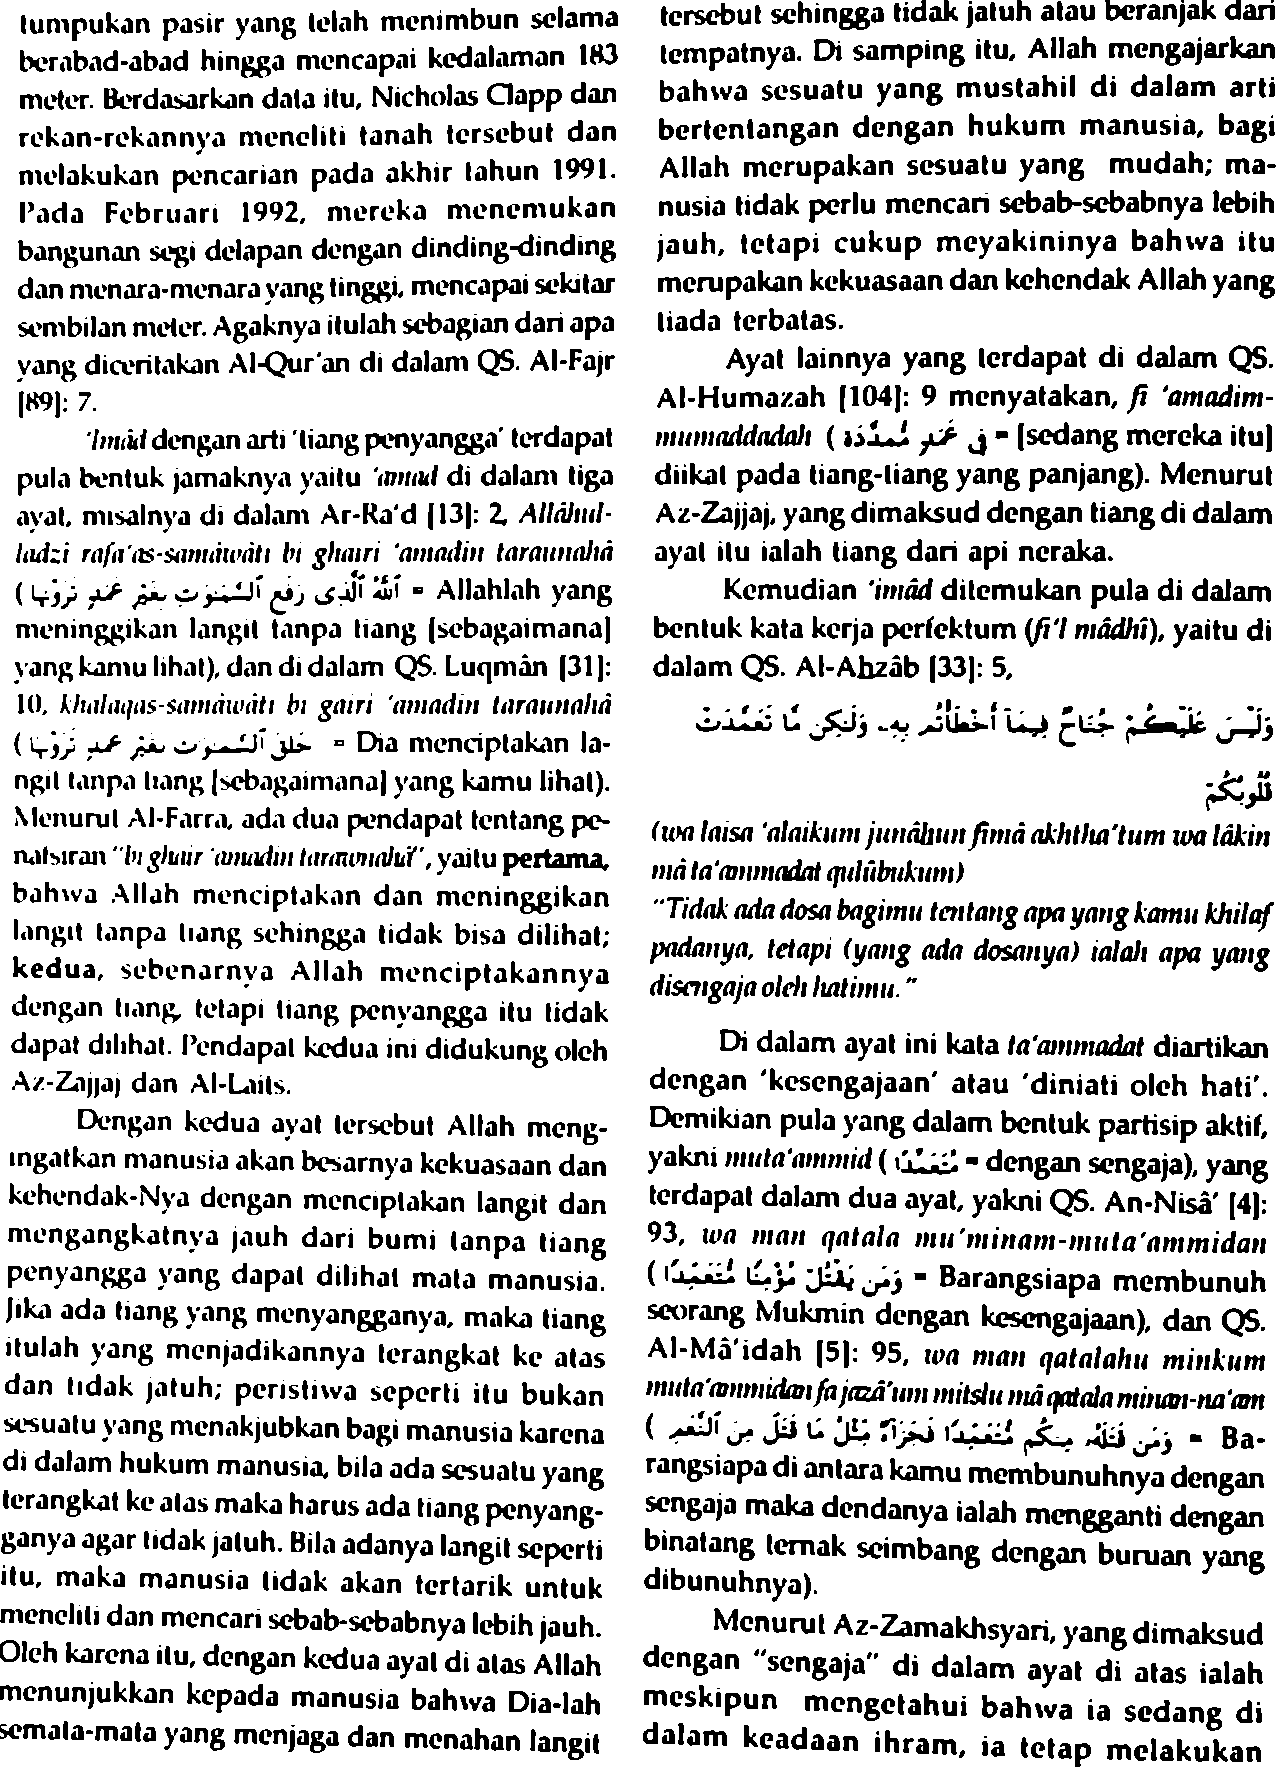 tumpukan pasir yang telah menimbun selama
berabad-abad hingga mencapai kedalaman 183
meter. Berdasarkan data itu, Nicholas Clapp dan
rekan-rekannya meneliti tanah tersebut dan
melakukan pencarian pada akhir tahun 1991.
Pada Februari 1992, mereka menemukan
bangunan segi delapan dengan dinding-dinding
dan menara-menara yang tinggi, mencapai sekitar
sembilan meter. Agaknya itulah sebagian dari apa
yang diceritakan Al-Qur'an di dalam QS. Al-Fajr
[89]: 7.
'Imâd dengan arti 'tiang penyangga' terdapat
pula bentuk jamaknya yaitu 'amad di dalam tiga
ayat, misalnya di dalam Ar-Ra'd [13]: 2, Allâhul-
ladzi rafa'as-samâwâti bi ghairi 'amadin taraunahâ
(ٱللَّهُ ٱلَّذِى رَفَعَ ٱلسَّمَٰوَٰتِ بِغَيْرِ عَمَدٍ تَرَوْنَهَا = Allahlah yang
meninggikan langit tanpa tiang [sebagaimana]
yang kamu lihat), dan di dalam QS. Luqmân [31]:
10, khalaqas-samâwâti bi gairi 'amadin taraunahâ
(خَلَقَ ٱلسَّمَٰوَٰتِ بِغَيْرِ عَمَدٍ تَرَوْنَهَا = Dia menciptakan la-
ngit tanpa tiang [sebagaimana] yang kamu lihat).
Menurut Al-Farra, ada dua pendapat tentang pe-
nafsiran "bi ghair 'amadin taraunahâ", yaitu pertama,
bahwa Allah menciptakan dan meninggikan
langit tanpa tiang sehingga tidak bisa dilihat;
kedua, sebenarnya Allah menciptakannya
dengan tiang, tetapi tiang penyangga itu tidak
dapat dilihat. Pendapat kedua ini didukung oleh
Az-Zajjaj dan Al-Laits.
Dengan kedua ayat tersebut Allah meng-
ingatkan manusia akan besarnya kekuasaan dan
kehendak-Nya dengan menciptakan langit dan
mengangkatnya jauh dari bumi tanpa tiang
penyangga yang dapat dilihat mata manusia.
Jika ada tiang yang menyangganya, maka tiang
itulah yang menjadikannya terangkat ke atas
dan tidak jatuh; peristiwa seperti itu bukan
sesuatu yang menakjubkan bagi manusia karena
di dalam hukum manusia, bila ada sesuatu yang
terangkat ke atas maka harus ada tiang penyang-
ganya agar tidak jatuh. Bila adanya langit seperti
itu, maka manusia tidak akan tertarik untuk
meneliti dan mencari sebab-sebabnya lebih jauh.
Oleh karena itu, dengan kedua ayat di atas Allah
menunjukkan kepada manusia bahwa Dia-lah
semata-mata yang menjaga dan menahan langit
tersebut sehingga tidak jatuh atau beranjak dari
tempatnya. Di samping itu, Allah mengajarkan
bahwa sesuatu yang mustahil di dalam arti
bertentangan dengan hukum manusia, bagi
Allah merupakan sesuatu yang mudah; ma-
nusia tidak perlu mencari sebab-sebabnya lebih
jauh, tetapi cukup meyakininya bahwa itu
merupakan kekuasaan dan kehendak Allah yang
tiada terbatas.
Ayat lainnya yang terdapat di dalam QS.
Al-Humazah [104]: 9 menyatakan, fi 'amadim-
mumaddadah (فِى عَمَدٍ مُّمَدَّدَةٍ = [sedang mereka itu]
diikat pada tiang-tiang yang panjang). Menurut
Az-Zajjaj, yang dimaksud dengan tiang di dalam
ayat itu ialah tiang dari api neraka.
Kemudian 'imâd ditemukan pula di dalam
bentuk kata kerja perfektum (fi'l mâdhî), yaitu di
dalam QS. Al-Ahzâb [33]: 5,
وَلَيْسَ عَلَيْكُمْ جُنَاحٌ فِيمَآ أَخْطَأْتُم بِهِۦ وَلَٰكِن مَّا تَعَمَّدَتْ
قُلُوبُكُمْ
(wa laisa 'alaikum junâhun fîmâ akhtha'tum wa lâkin
mâ ta'ammadat qulûbukum)
"Tidak ada dosa bagimu tentang apa yang kamu khilaf
padanya, tetapi (yang ada dosanya) ialah apa yang
disengaja oleh hatimu."
Di dalam ayat ini kata ta'ammadat diartikan
dengan 'kesengajaan' atau 'diniati oleh hati'.
Demikian pula yang dalam bentuk partisip aktif,
yakni muta'ammid (مُّتَعَمِّدًا = dengan sengaja), yang
terdapat dalam dua ayat, yakni QS. An-Nisâ' [4]:
93, wa man qatala mu'minam-muta'ammidan
(وَمَن يَقْتُلْ مُؤْمِنًا مُّتَعَمِّدًا = Barangsiapa membunuh
seorang Mukmin dengan kesengajaan), dan QS.
Al-Mâ'idah [5]: 95, wa man qatalahu minkum
muta'ammidan fa jazâ'um mitslu mâ qatala minan-na'am
(وَمَن قَتَلَهُۥ مِنكُم مُّتَعَمِّدًا فَجَزَآءٌ مِّثْلُ مَا قَتَلَ مِنَ ٱلنَّعَمِ = Ba-
rangsiapa di antara kamu membunuhnya dengan
sengaja maka dendanya ialah mengganti dengan
binatang ternak seimbang dengan buruan yang
dibunuhnya).
Menurut Az-Zamakhsyari, yang dimaksud
dengan "sengaja" di dalam ayat di atas ialah
meskipun mengetahui bahwa ia sedang di
dalam keadaan ihram, ia tetap melakukan